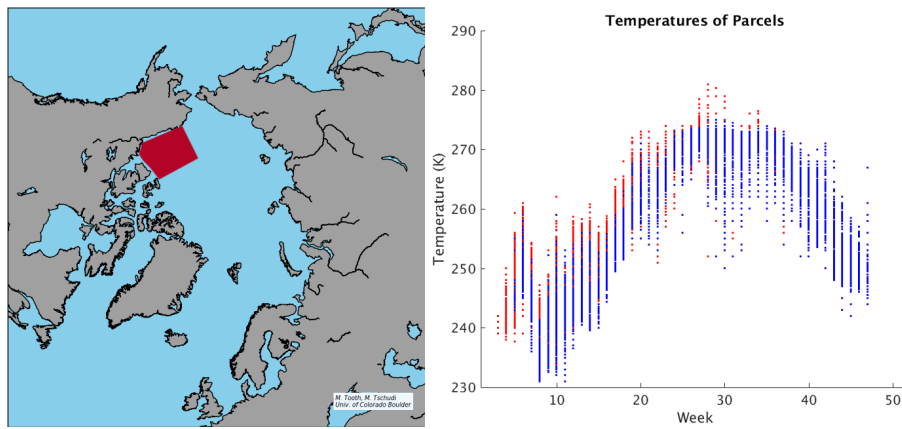 M. Tooth, M. Tschudi
Univ. of Colorado Boulder
Temperatures of Parcels
290
280
270
260
250
240
230
Temperature (K)
10
20
30
40
50
Week